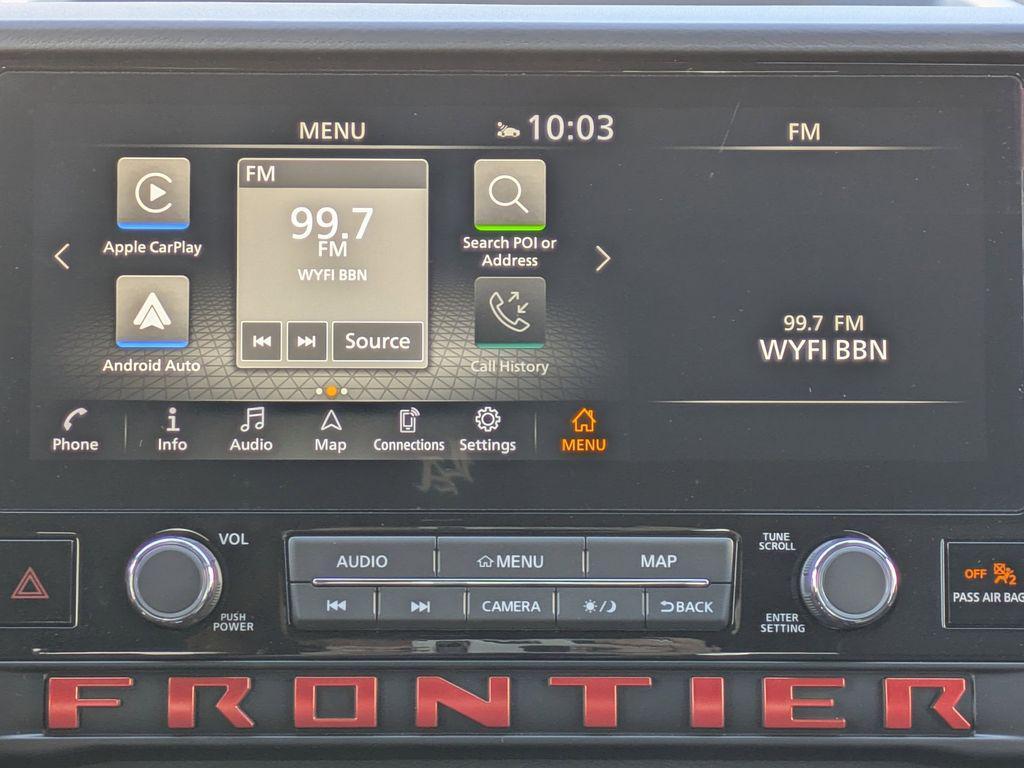 MENU
10:03
FM
Apple CarPlay
FM
99.7
FM
WYFI BBN
Source
Search POI or
Address
Android Auto
Call History
99.7 FM
WYFI BBN
Phone
Info
Audio
Map
Connections
Settings
MENU
VOL
PUSH
POWER
AUDIO
MENU
MAP
CAMERA
BACK
TUNE
SCROLL
ENTER
SETTING
OFF
2
PASS AIR BAG
FRONTIER